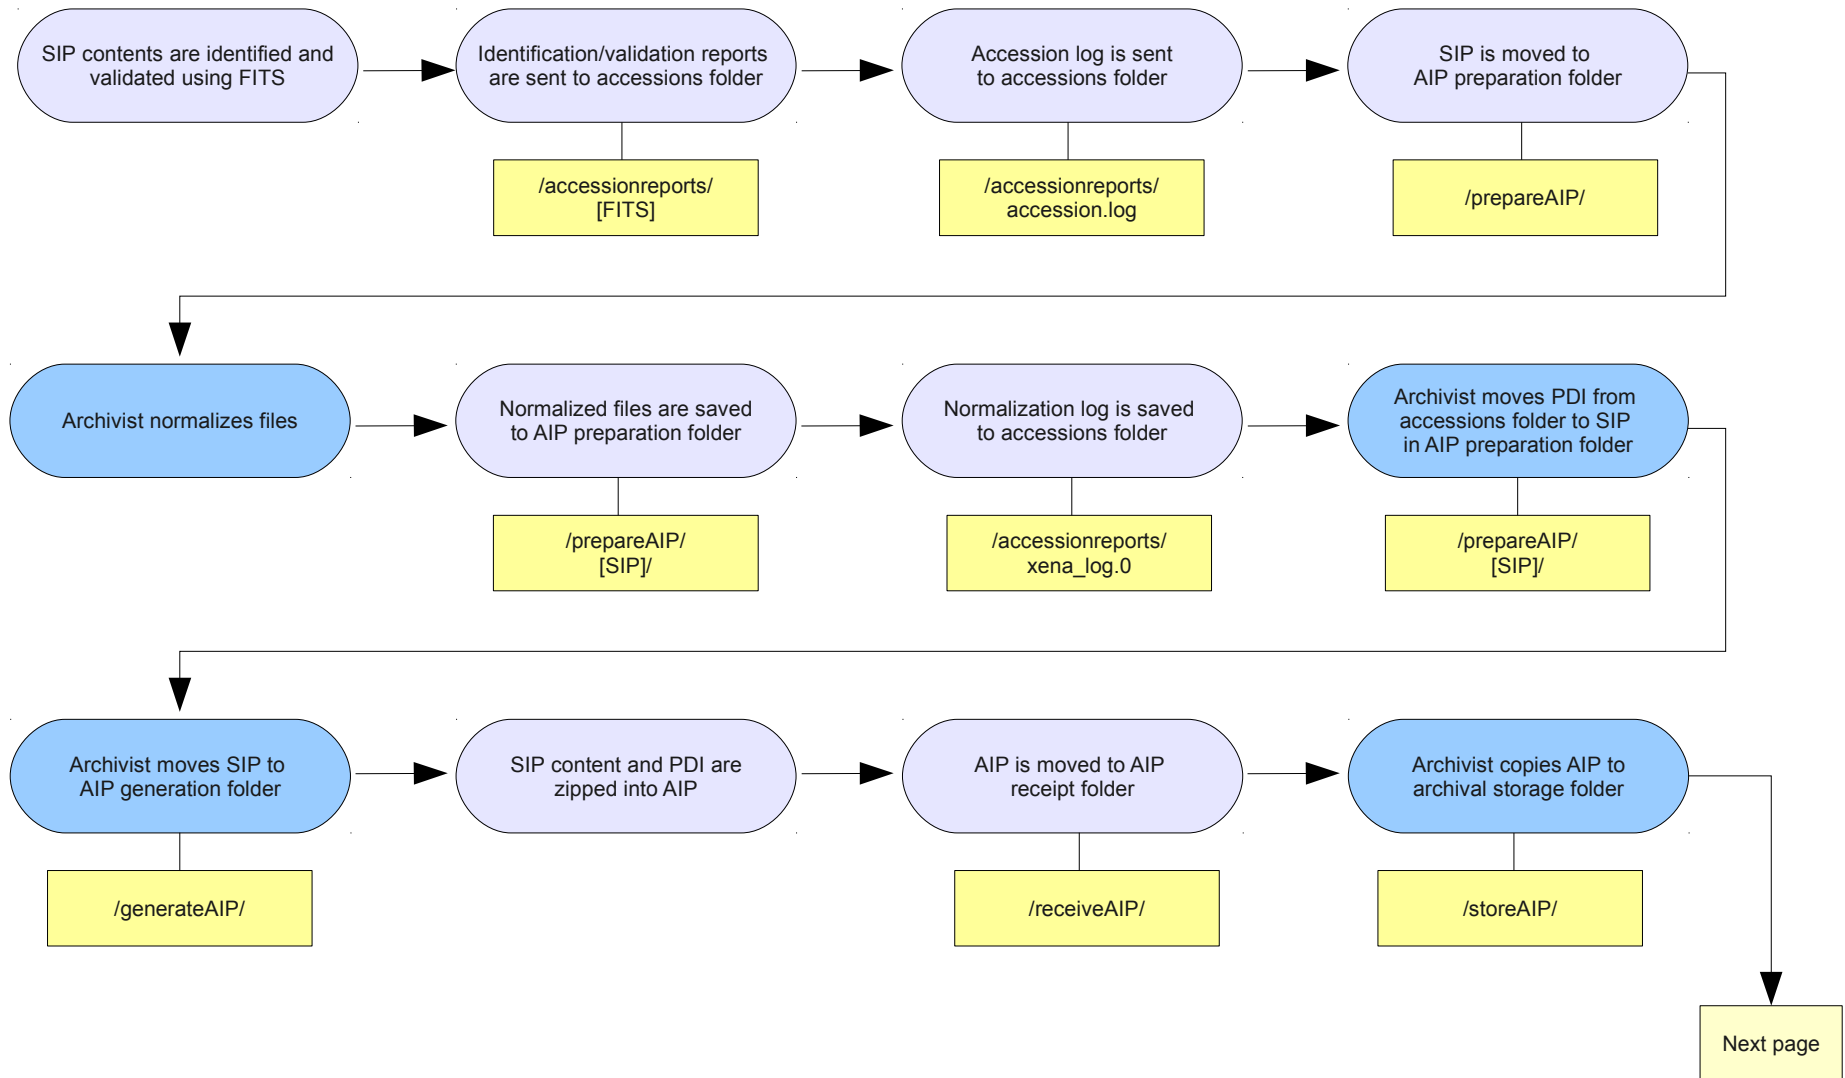 SIP contents are identified and
validated using FITS
Identification/validation reports
are sent to accessions folder
Accession log is sent
to accessions folder
SIP is moved to
AIP preparation folder
/accessionreports/
[FITS]
/accessionreports/
accession.log
/prepareAIP/
Archivist normalizes files
Normalized files are saved
to AIP preparation folder
Normalization log is saved
to accessions folder
Archivist moves PDI from
accessions folder to SIP
in AIP preparation folder
/prepareAIP/
[SIP]/
/accessionreports/
xena_log.0
/prepareAIP/
[SIP]/
Archivist moves SIP to
AIP generation folder
SIP content and PDI are
zipped into AIP
AIP is moved to AIP
receipt folder
Archivist copies AIP to
archival storage folder
/generateAIP/
/receiveAIP/
/storeAIP/
Next page